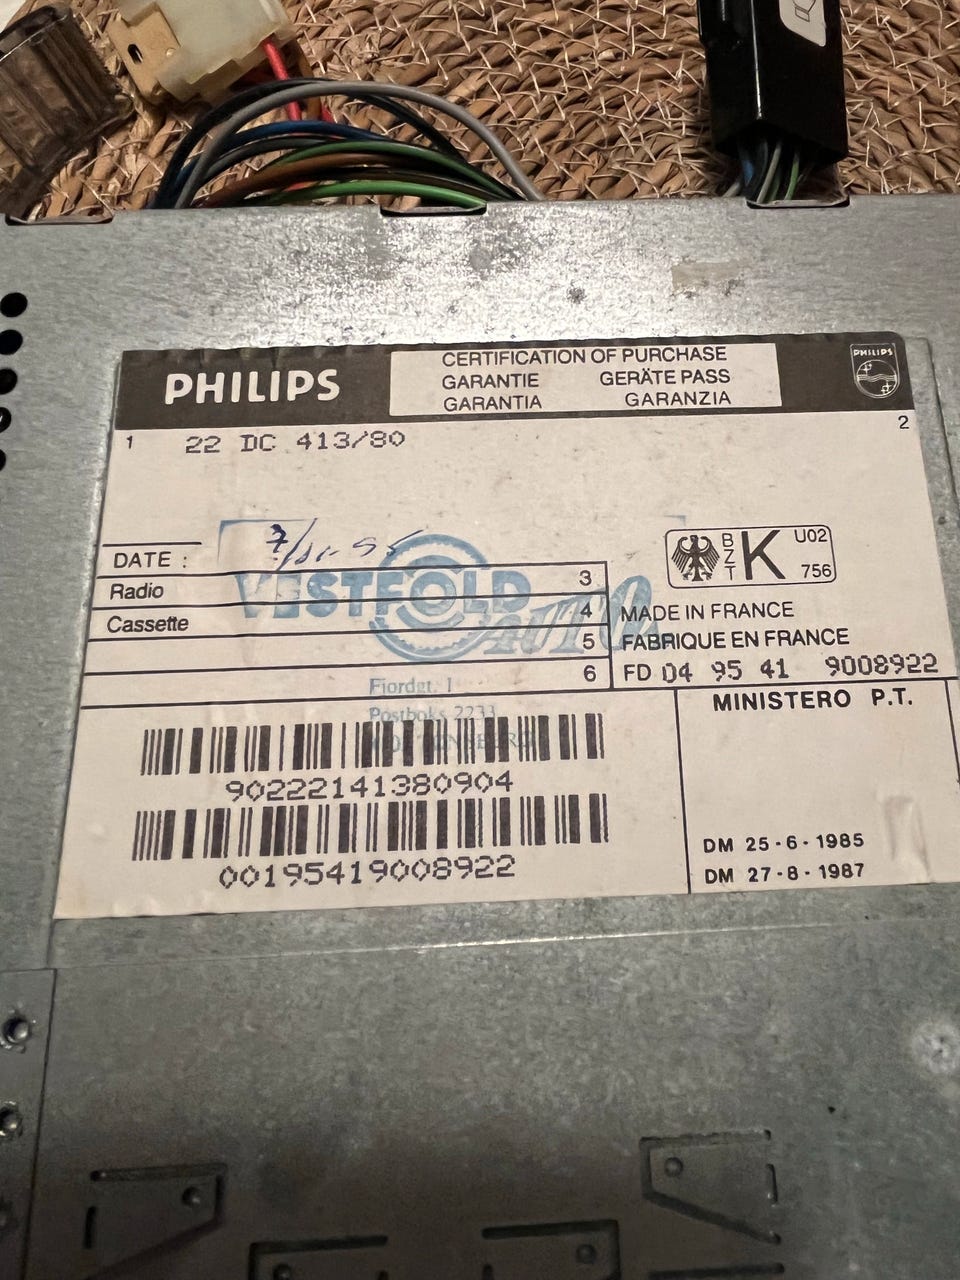 PHILIPS
CERTIFICATION OF PURCHASE
GARANTIE GERÄTE PASS
GARANTIA GARANZIA
PHILIPS
1 22 DC 413/80 2
DATE :
VESTFOLD AUTO
Radio 3
Cassette 4
5
6
Fjordgt. 1
Postboks 2233
BZT K U02
756
MADE IN FRANCE
FABRIQUE EN FRANCE
FD 04 95 41 9008922
90222141380904
00195419008922
MINISTERO P.T.
DM 25-6-1985
DM 27-8-1987